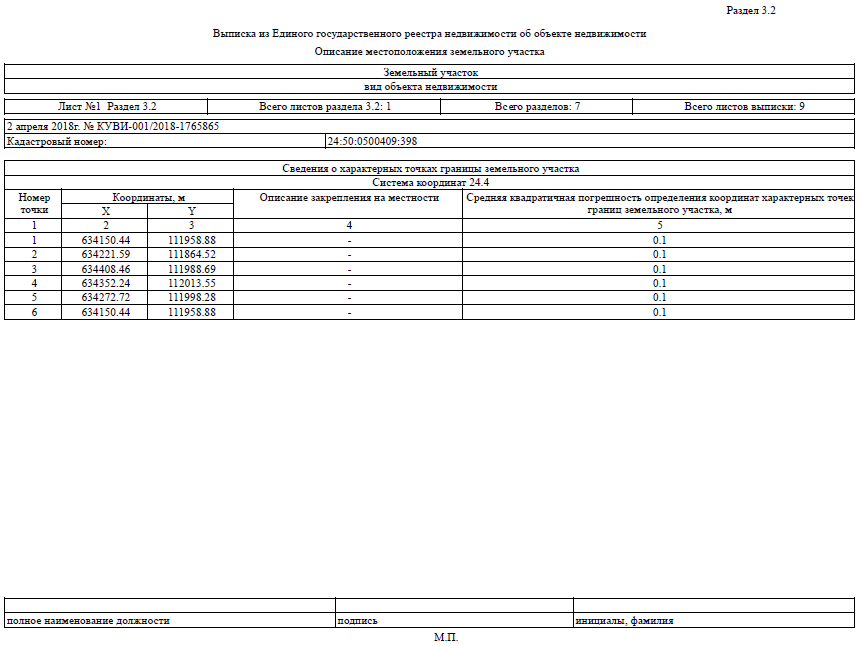 Раздел 3.2
Выписка из Единого государственного реестра недвижимости об объекте недвижимости
Описание местоположения земельного участка
Земельный участок
вид объекта недвижимости
Лист №1 Раздел 3.2 Всего листов раздела 3.2: 1 Всего разделов: 7 Всего листов выписки: 9
2 апреля 2018г. № КУВИ-001/2018-1765865
Кадастровый номер: 24:50:0500409:398
Сведения о характерных точках границы земельного участка
Система координат 24.4
Номер точки Координаты, м Описание закрепления на местности Средняя квадратичная погрешность определения координат характерных точек границ земельного участка, м
X Y
1 2 3 4 5
1 634150.44 111958.88 - 0.1
2 634221.59 111864.52 - 0.1
3 634408.46 111988.69 - 0.1
4 634352.24 112013.55 - 0.1
5 634272.72 111998.28 - 0.1
6 634150.44 111958.88 - 0.1
полное наименование должности подпись инициалы, фамилия
М.П.